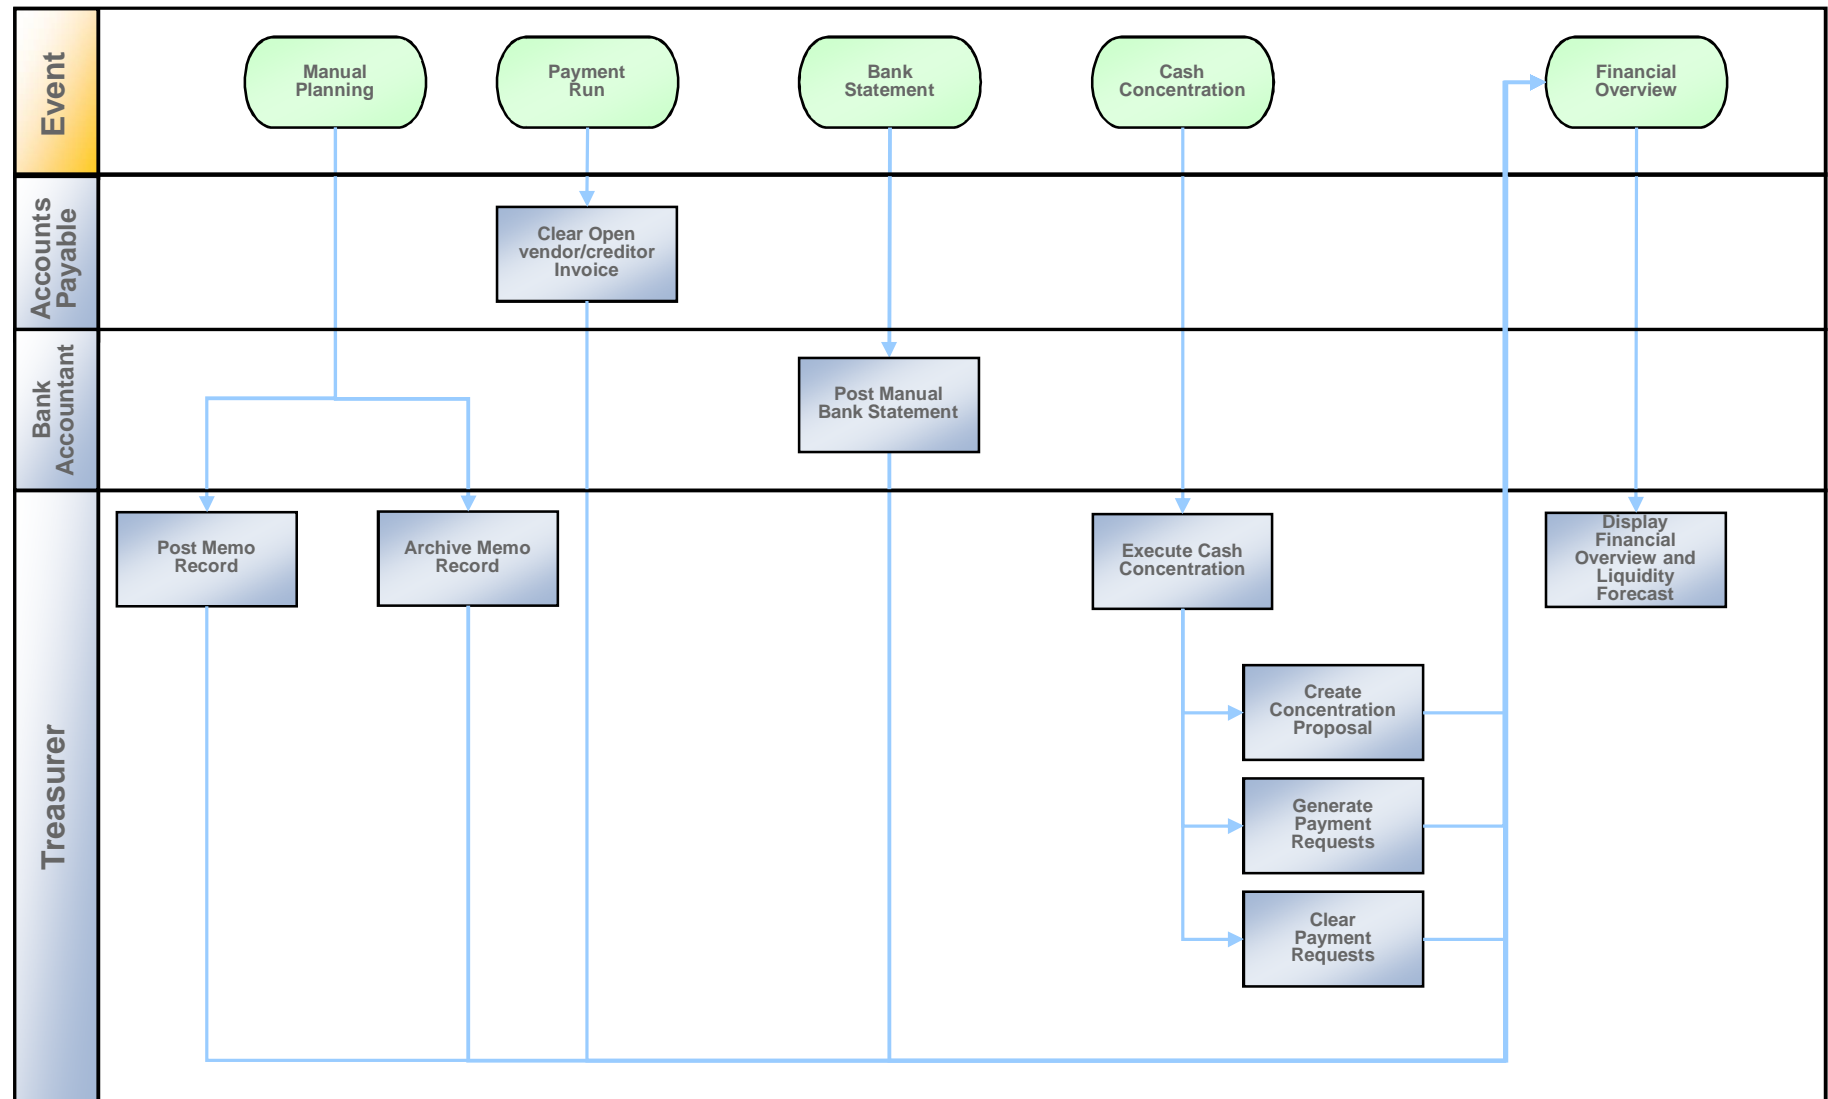 Event
Manual
Planning
Payment
Run
Bank
Statement
Cash
Concentration
Financial
Overview
Accounts
Payable
Clear Open
vendor/creditor
Invoice
Bank
Accountant
Post Manual
Bank Statement
Treasurer
Post Memo
Record
Archive Memo
Record
Execute Cash
Concentration
Display
Financial
Overview and
Liquidity
Forecast
Create
Concentration
Proposal
Generate
Payment
Requests
Clear
Payment
Requests